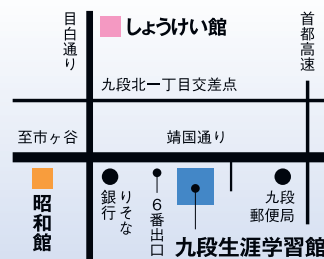 目白通り
しょうけい館
首都高速
九段北一丁目交差点
至市ヶ谷
靖国通り
昭和館
りそな
銀行
6番出口
九段
郵便局
九段生涯学習館